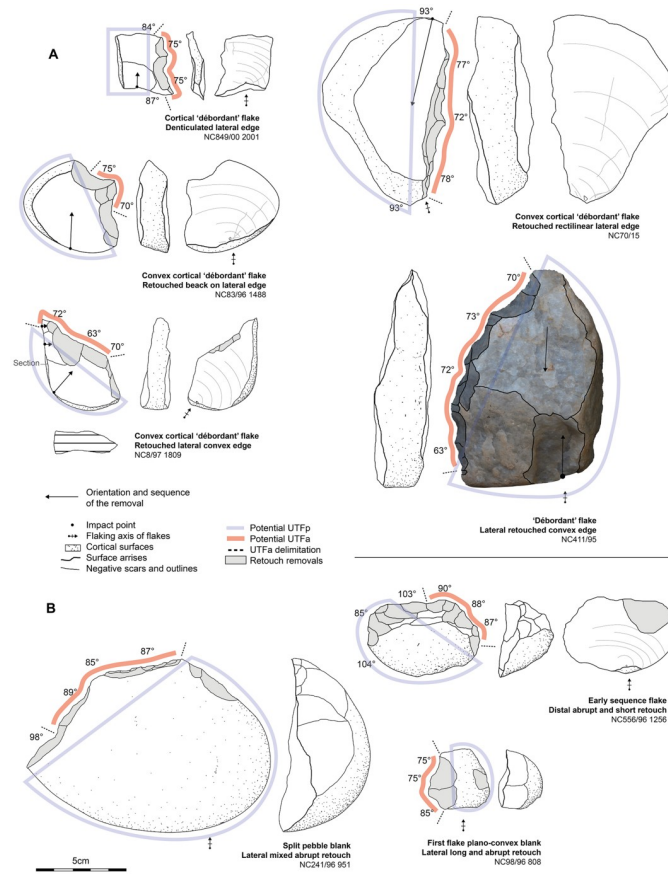 A
84°
75°
75°
87°
Cortical ‘débordant’ flake
Denticulated lateral edge
NC849/00 2001
93°
77°
72°
78°
93°
Convex cortical ‘débordant’ flake
Retouched rectilinear lateral edge
NC70/15
75°
70°
Convex cortical ‘débordant’ flake
Retouched beack on lateral edge
NC83/96 1488
72°
63°
70°
Section
Convex cortical ‘débordant’ flake
Retouched lateral convex edge
NC8/97 1809
70°
73°
72°
63°
‘Débordant’ flake
Lateral retouched convex edge
NC411/95
Orientation and sequence
of the removal
Impact point
Flaking axis of flake
Cortical surfaces
Surface arrises
Negative scars and outlines
Potential UTFp
Potential UTFa
UTFa delimitation
Retouch removals
B
87°
85°
89°
98°
Split pebble blank
Lateral mixed abrupt retouch
NC241/96 951
103°
90°
88°
87°
85°
104°
Early sequence flake
Distal abrupt and short retouch
NC556/96 1256
75°
75°
85°
First flake plano-convex blank
Lateral long and abrupt retouch
NC98/96 808
5cm